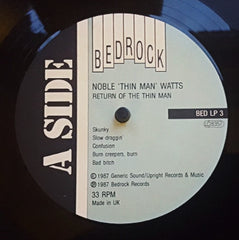 BEDROCK
NOBLE 'THIN MAN' WATTS
RETURN OF THE THIN MAN
BED LP 3
A SIDE
Skunky
Slow draggin'
Confusion
Burn creepers, burn
Bad bitch
℗ 1987 Generic Sound/Upright Records & Music
© 1987 Bedrock Records
33 RPM
Made in UK